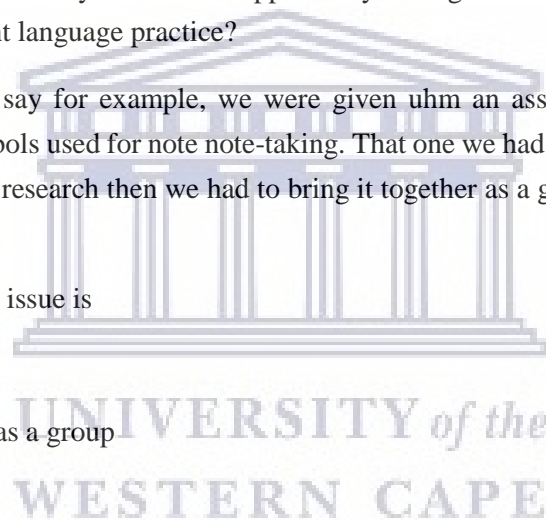 nt language practice?
say for example, we were given uhm an ass
ols used for note note-taking. That one we had
research then we had to bring it together as a g
issue is
as a group
UNIVERSITY of the
WESTERN CAPE